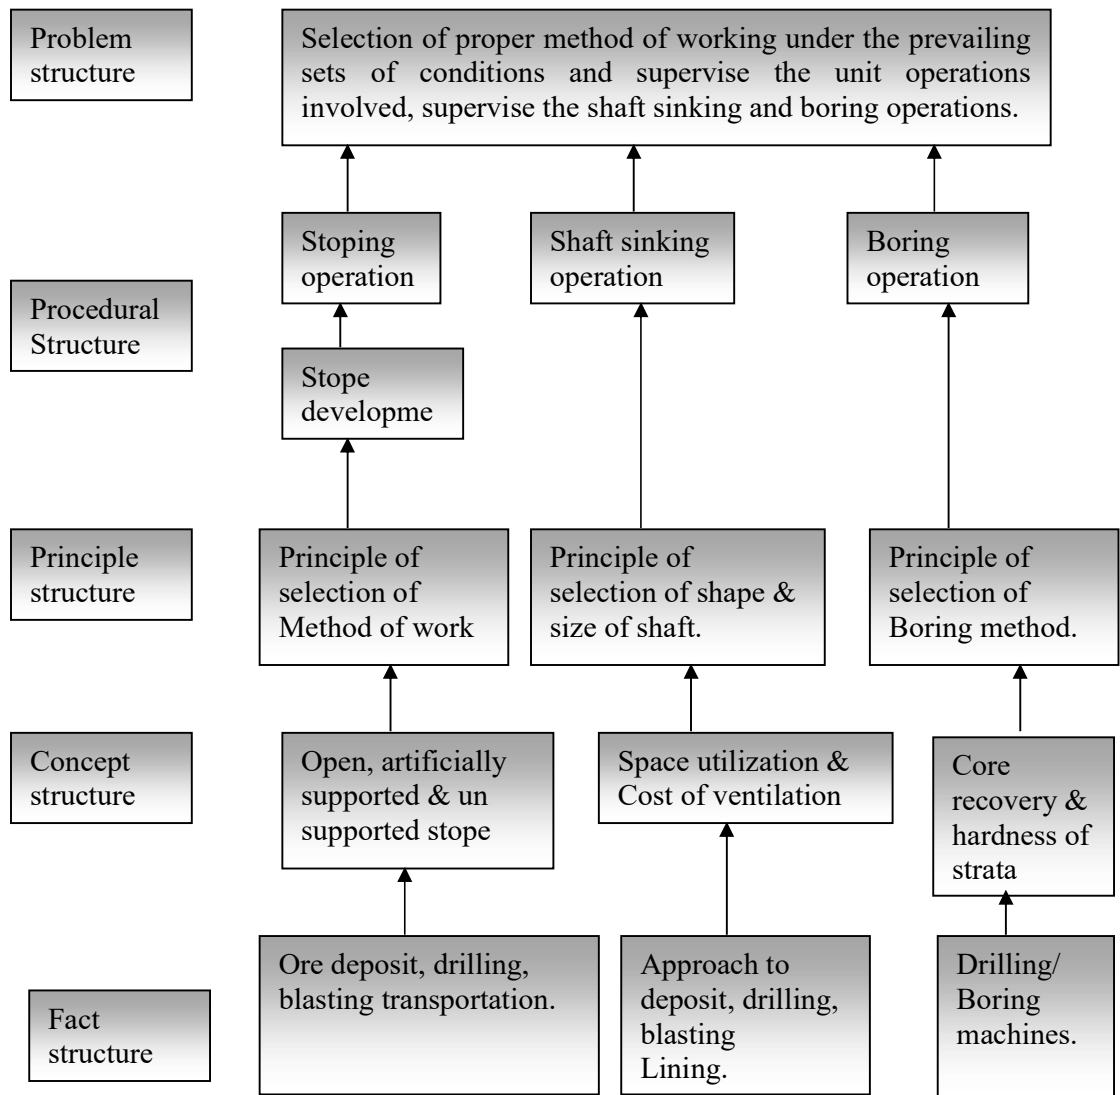 Problem
structure
Selection of proper method of working under the prevailing
sets of conditions and supervise the unit operations
involved, supervise the shaft sinking and boring operations.
Stoping
operation
Shaft sinking
operation
Boring
operation
Procedural
Structure
Stope
developme
Principle
structure
Principle of
selection of
Method of work
Principle of
selection of shape &
size of shaft.
Principle of
selection of
Boring method.
Concept
structure
Open, artificially
supported & un
supported stope
Space utilization &
Cost of ventilation
Core
recovery &
hardness of
strata
Fact
structure
Ore deposit, drilling,
blasting transportation.
Approach to
deposit, drilling,
blasting
Lining.
Drilling/
Boring
machines.